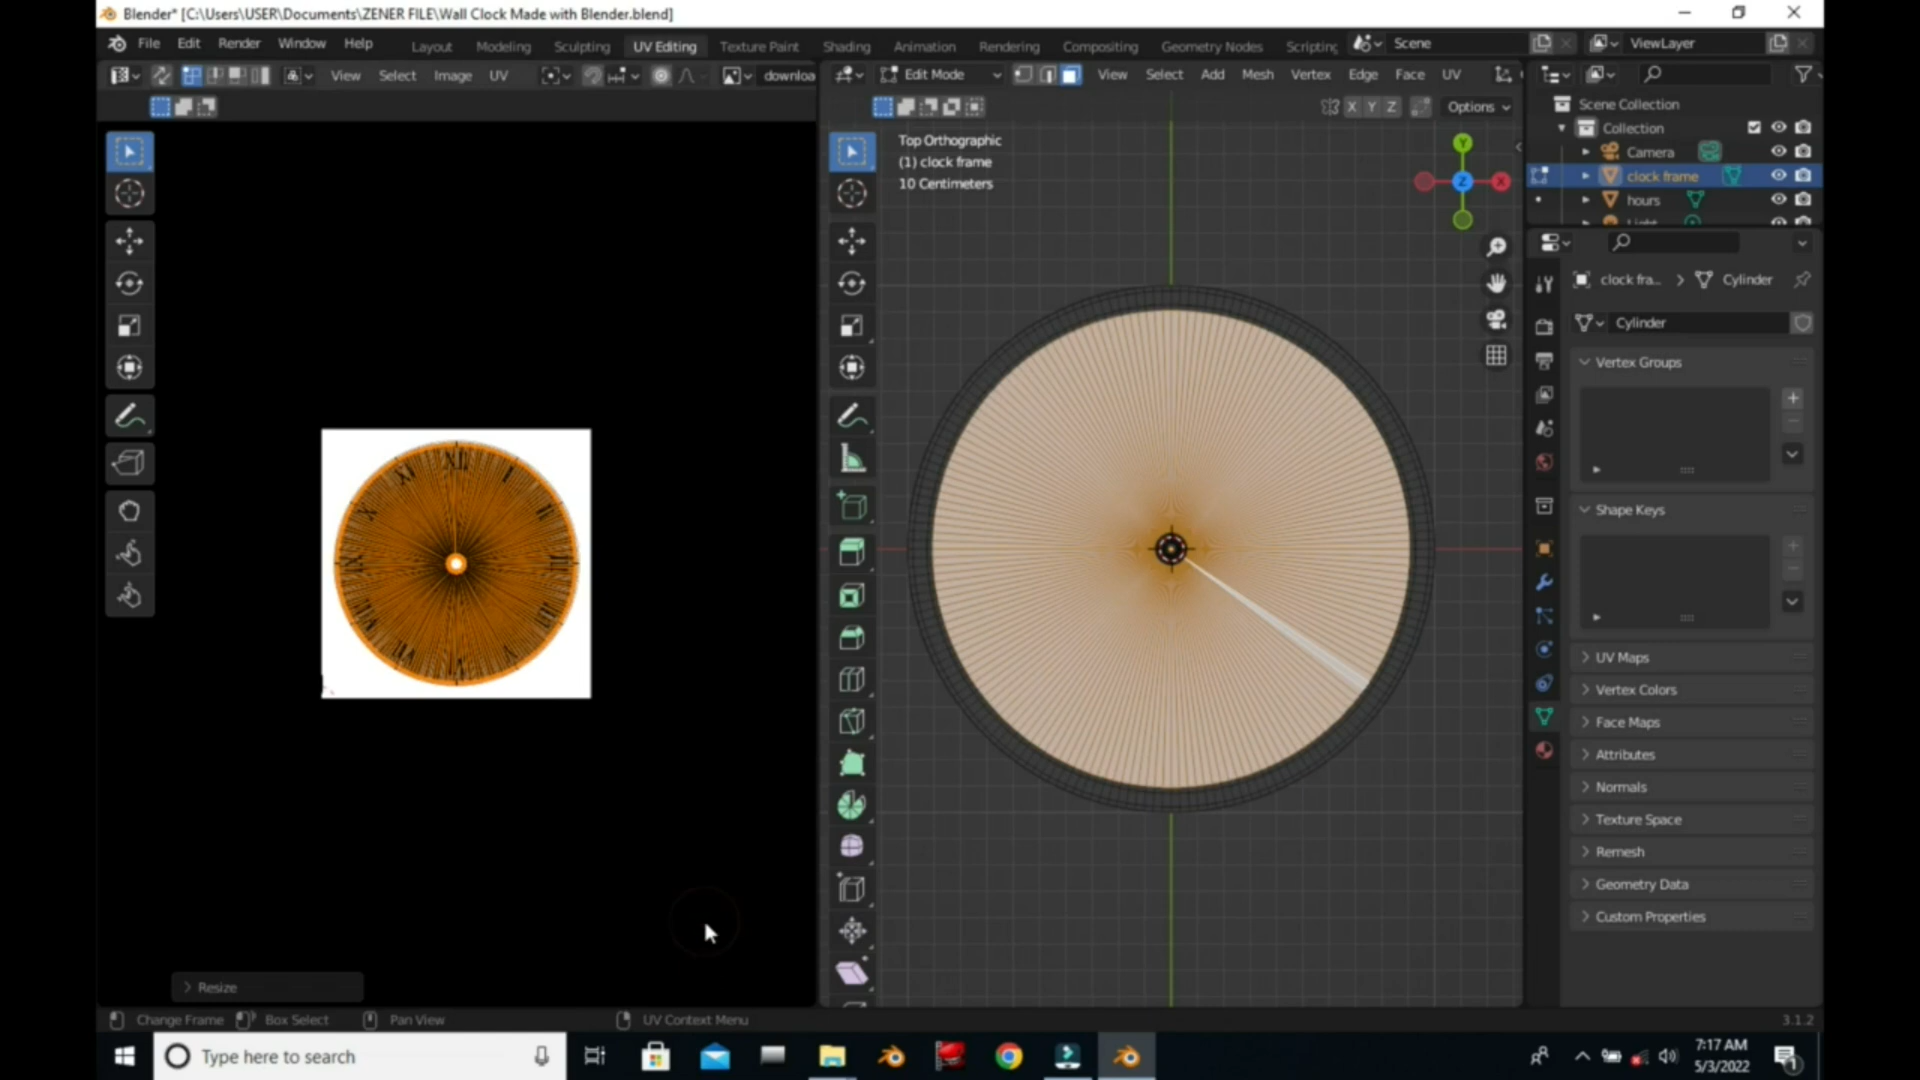 Blender* [C:\Users\USER\Documents\ZENER FILE\Wall Clock Made with Blender.blend]
File Edit Render Window Help Layout Modeling Sculpting UV Editing Texture Paint Shading Animation Rendering Compositing Geometry Nodes Scripting Scene ViewLayer
View Select Image UV downloa
Edit Mode View Select Add Mesh Vertex Edge Face UV
X Y Z Options
Top Orthographic
(1) clock frame
10 Centimeters
Y
Z
X
Scene Collection
Collection
Camera
clock frame
hours
Light
clock fra... > Cylinder
Cylinder
Vertex Groups
Shape Keys
UV Maps
Vertex Colors
Face Maps
Attributes
Normals
Texture Space
Remesh
Geometry Data
Custom Properties
Resize
Change Frame Box Select Pan View UV Context Menu 3.1.2
Type here to search
7:17 AM
5/3/2022
1